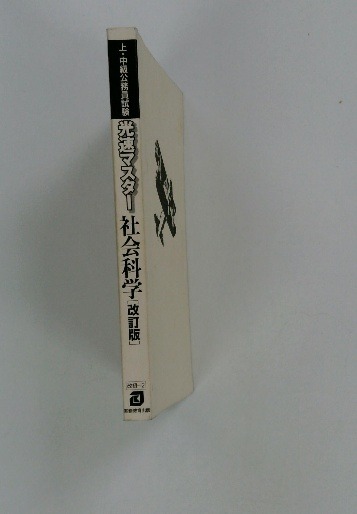 上・中級公務員試験
光速マスター 社会科学[改訂版]